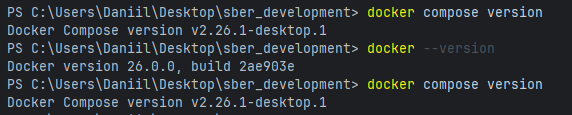 PS C:\Users\Daniil\Desktop\sber_development> docker compose version
Docker Compose version v2.26.1-desktop.1
PS C:\Users\Daniil\Desktop\sber_development> docker --version
Docker version 26.0.0, build 2ae903e
PS C:\Users\Daniil\Desktop\sber_development> docker compose version
Docker Compose version v2.26.1-desktop.1